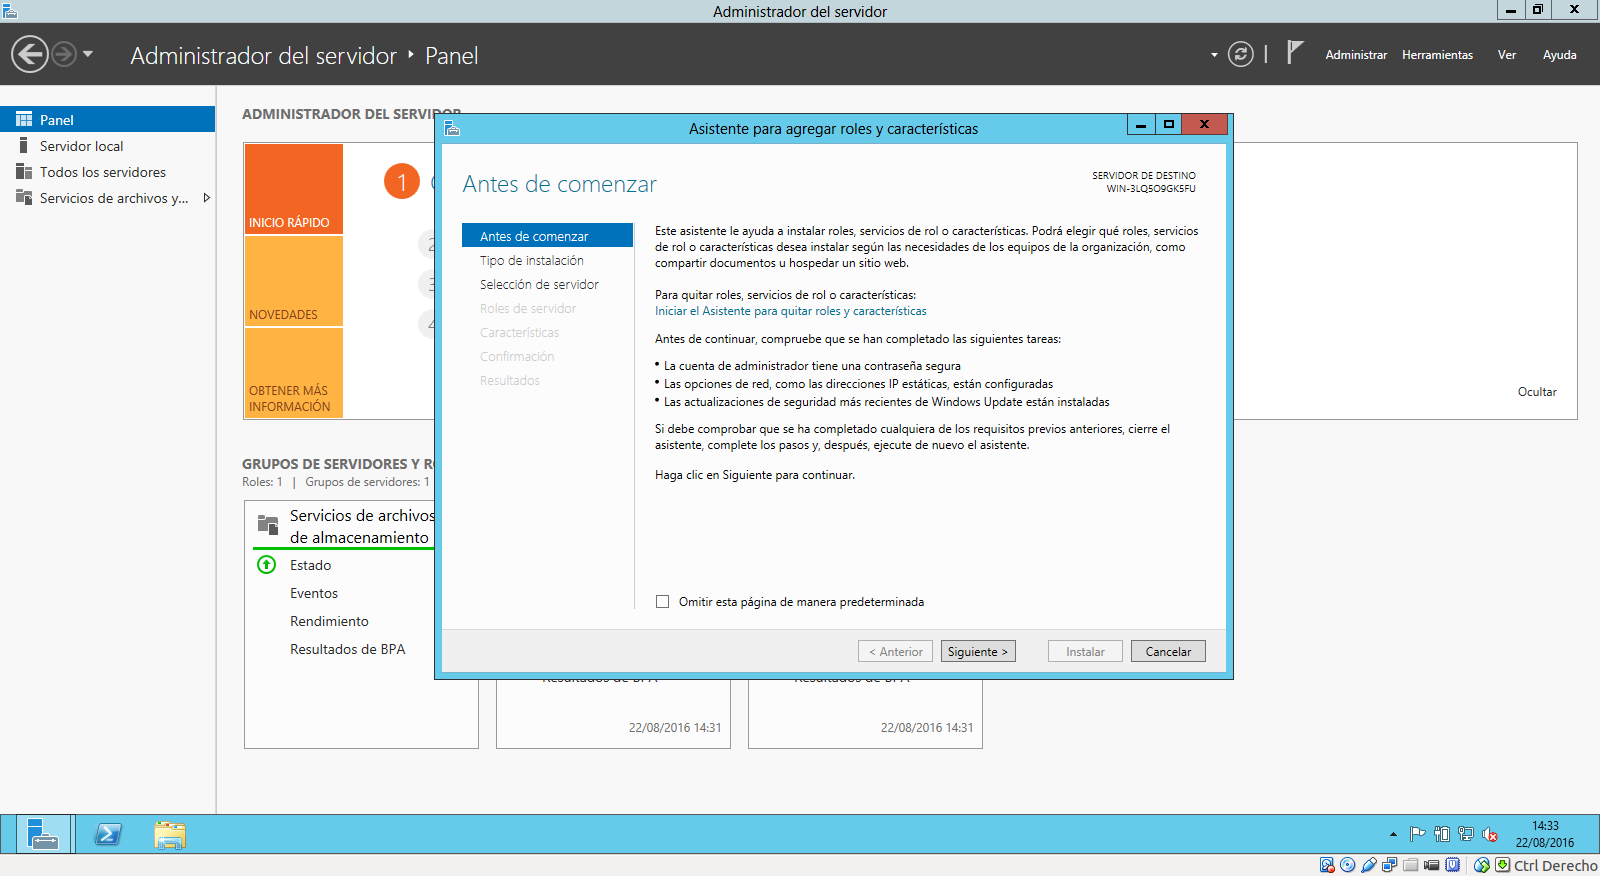 Administrador del servidor
Administrador del servidor
Panel
Administrar
Herramientas
Ver
Ayuda
Panel
Servidor local
Todos los servidores
Servicios de archivos y...
ADMINISTRADOR DEL SERVIDOR
INICIO RÁPIDO
NOVEDADES
OBTENER MÁS
INFORMACIÓN
1
2
3
4
Ocultar
GRUPOS DE SERVIDORES Y
Roles: 1 | Grupos de servidores: 1
Servicios de archivos
de almacenamiento
Estado
Eventos
Rendimiento
Resultados de BPA
Resultados de BPA
22/08/2016 14:31
Resultados de BPA
22/08/2016 14:31
Asistente para agregar roles y características
Antes de comenzar
SERVIDOR DE DESTINO
WIN-3LQ5O9GK5FU
Antes de comenzar
Tipo de instalación
Selección de servidor
Roles de servidor
Características
Confirmación
Resultados
Este asistente le ayuda a instalar roles, servicios de rol o características. Podrá elegir qué roles, servicios
de rol o características desea instalar según las necesidades de los equipos de la organización, como
compartir documentos u hospedar un sitio web.
Para quitar roles, servicios de rol o características:
Iniciar el Asistente para quitar roles y características
Antes de continuar, compruebe que se han completado las siguientes tareas:
• La cuenta de administrador tiene una contraseña segura
• Las opciones de red, como las direcciones IP estáticas, están configuradas
• Las actualizaciones de seguridad más recientes de Windows Update están instaladas
Si debe comprobar que se ha completado cualquiera de los requisitos previos anteriores, cierre el
asistente, complete los pasos y, después, ejecute de nuevo el asistente.
Haga clic en Siguiente para continuar.
Omitir esta página de manera predeterminada
< Anterior
Siguiente >
Instalar
Cancelar
14:33
22/08/2016
Ctrl Derecho